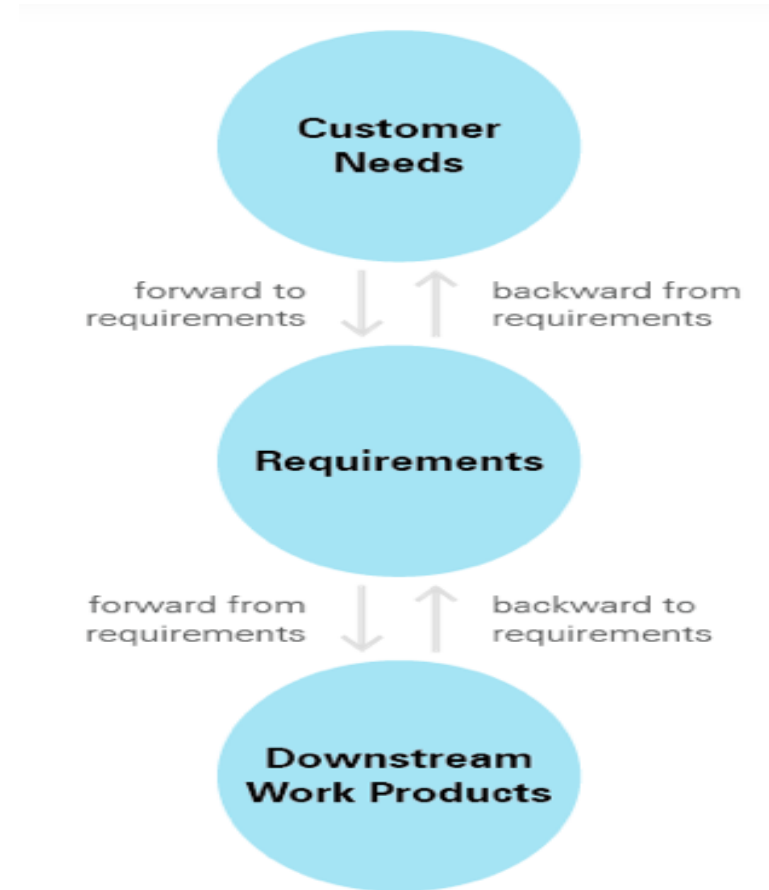 Customer
Needs
forward to
requirements
backward from
requirements
Requirements
forward from
requirements
backward to
requirements
Downstream
Work Products